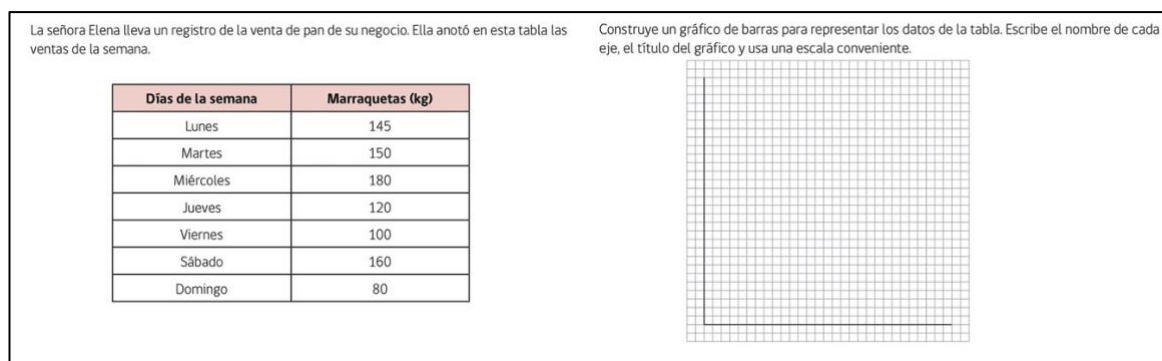 La señora Elena lleva un registro de la venta de pan de su negocio. Ella anotó en esta tabla las
ventas de la semana.
Días de la semana Marraquetas (kg)
Lunes 145
Martes 150
Miércoles 180
Jueves 120
Viernes 100
Sábado 160
Domingo 80
Construye un gráfico de barras para representar los datos de la tabla. Escribe el nombre de cada
eje, el título del gráfico y usa una escala conveniente.